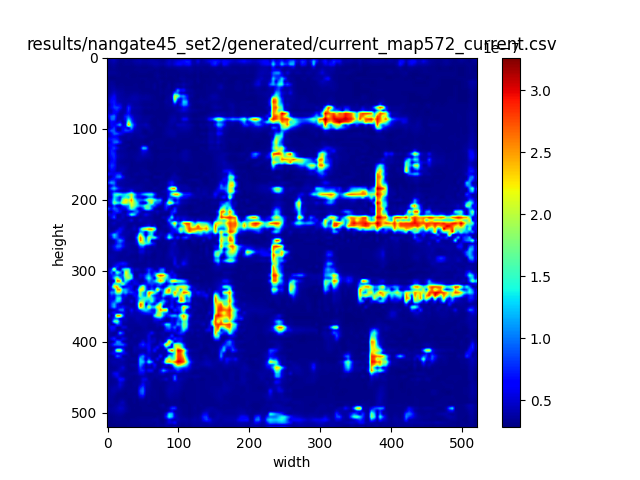 results/nangate45_set2/generated/current_map572_current.csv
1e−7
0
100
200
300
400
500
height
0 100 200 300 400 500
width
3.0
2.5
2.0
1.5
1.0
0.5